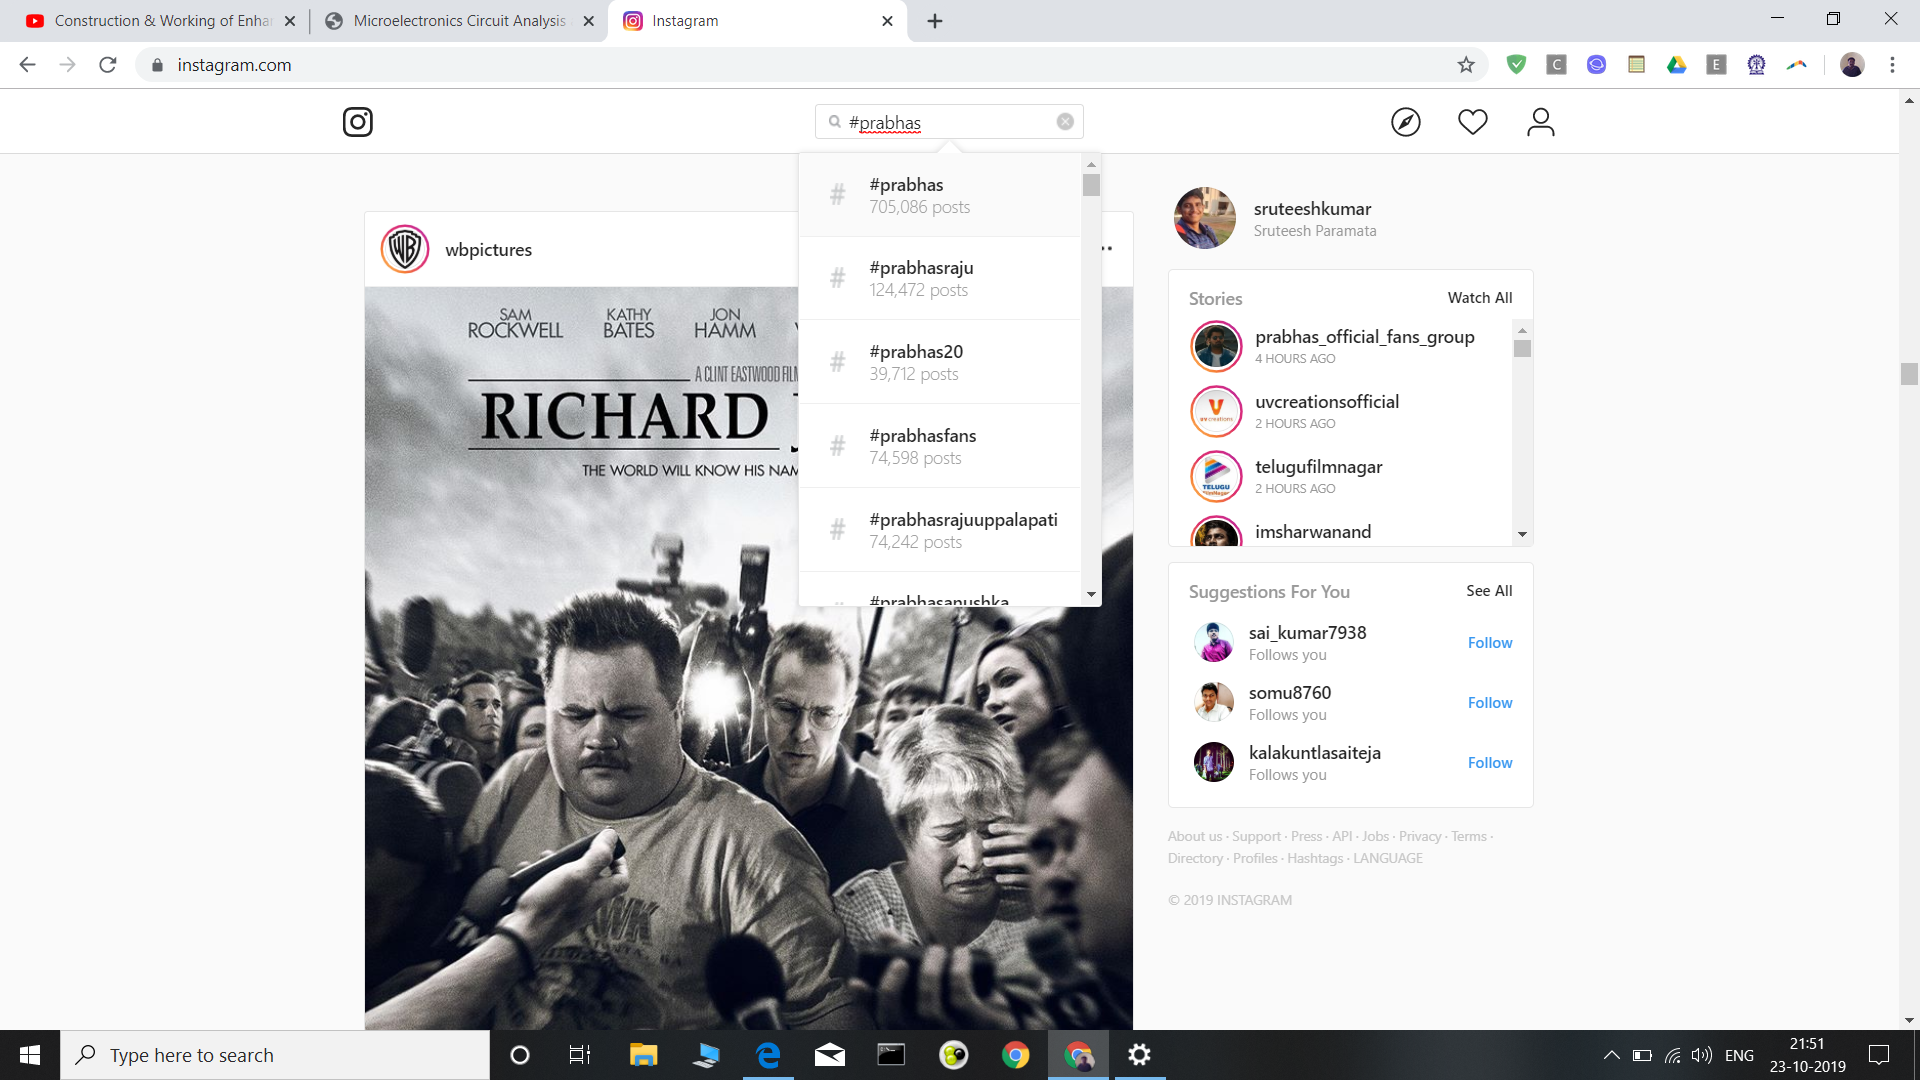 Construction & Working of Enhan
Microelectronics Circuit Analysis a
Instagram
instagram.com
C
E
#prabhas
#prabhas
705,086 posts
#prabhasraju
124,472 posts
#prabhas20
39,712 posts
#prabhasfans
74,598 posts
#prabhasrajuuppalapati
74,242 posts
#prabhasanushka
WB
wbpictures
SAM ROCKWELL KATHY BATES JON HAMM
A CLINT EASTWOOD FILM
RICHARD J
THE WORLD WILL KNOW HIS NAM
sruteeshkumar
Sruteesh Paramata
Stories
Watch All
prabhas_official_fans_group
4 HOURS AGO
uvcreationsofficial
2 HOURS AGO
telugufilmnagar
2 HOURS AGO
TELUGU
imsharwanand
Suggestions For You
See All
sai_kumar7938
Follows you
Follow
somu8760
Follows you
Follow
kalakuntlasaiteja
Follows you
Follow
About us · Support · Press · API · Jobs · Privacy · Terms ·
Directory · Profiles · Hashtags · LANGUAGE
© 2019 INSTAGRAM
Type here to search
ENG
21:51
23-10-2019